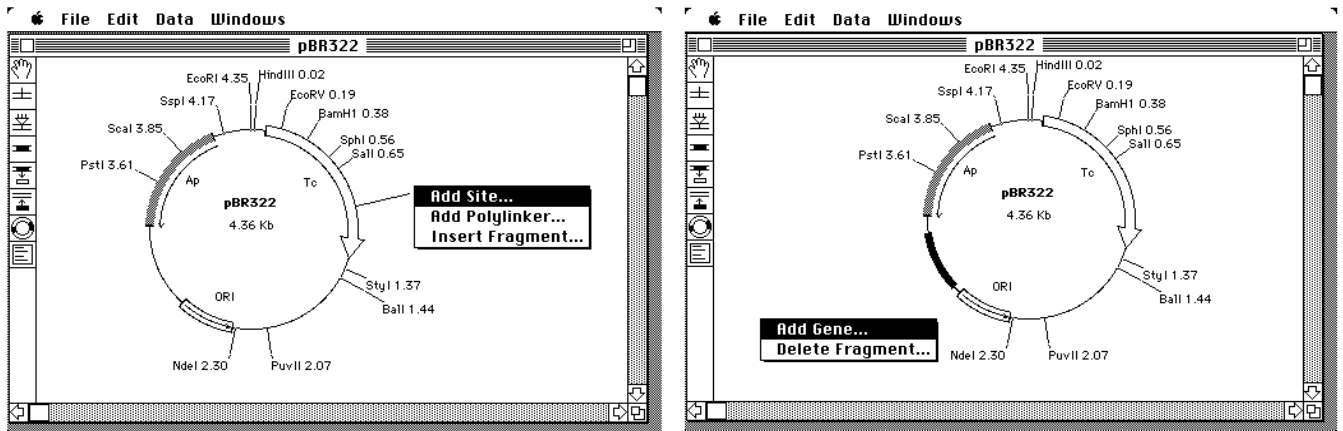 File Edit Data Windows
pBR322
EcoRI 4.35
HindIII 0.02
SspI 4.17
EcoRV 0.19
BamH1 0.38
ScaI 3.85
SphI 0.56
SalI 0.65
PstI 3.61
Ap
Tc
pBR322
4.36 Kb
Add Site...
Add Polylinker...
Insert Fragment...
ORI
StyI 1.37
BalI 1.44
NdeI 2.30
PuvII 2.07
File Edit Data Windows
pBR322
EcoRI 4.35
HindIII 0.02
SspI 4.17
EcoRV 0.19
BamH1 0.38
ScaI 3.85
SphI 0.56
SalI 0.65
PstI 3.61
Ap
Tc
pBR322
4.36 Kb
StyI 1.37
ORI
BalI 1.44
Add Gene...
Delete Fragment...
NdeI 2.30
PuvII 2.07